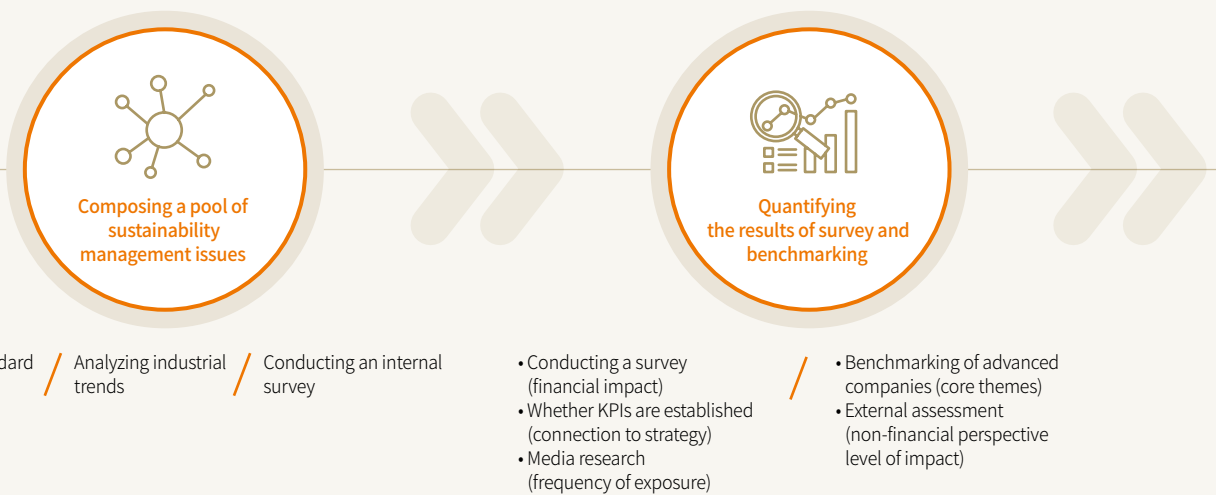 Composing a pool of
sustainability
management issues
Quantifying
the results of survey and
benchmarking
dard
Analyzing industrial
trends
Conducting an internal
survey
• Conducting a survey
(financial impact)
• Whether KPIs are established
(connection to strategy)
• Media research
(frequency of exposure)
• Benchmarking of advanced
companies (core themes)
• External assessment
(non-financial perspective
level of impact)